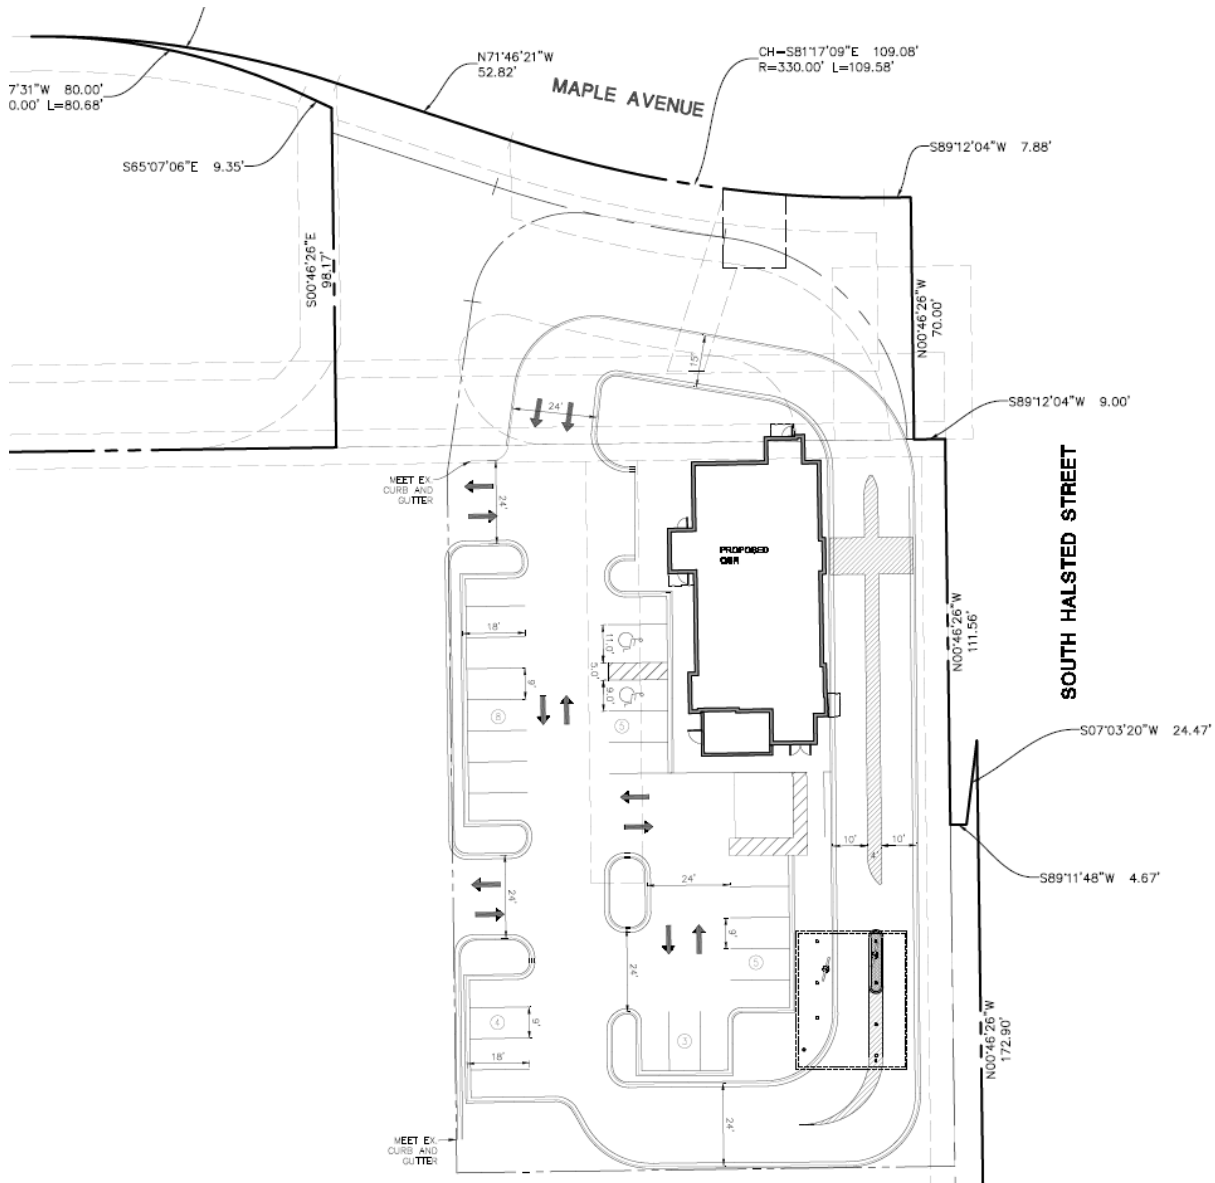 N71°46'21"W
52.82'
MAPLE AVENUE
CH-S81°17'09"E 109.08'
R=330.00' L=109.58'
7'31"W 80.00'
0.00' L=80.68'
S65°07'06"E 9.35'
S89°12'04"W 7.88'
S00°46'26"E
98.17'
N00°46'26"W
70.00'
15'
24'
S89°12'04"W 9.00'
MEET EX.
CURB AND
GUTTER
24'
SOUTH HALSTED STREET
PROPOSED
QSR
N00°46'26"W
111.56'
18'
11.0'
5.0'
9'
9.0'
8
5
S07°03'20"W 24.47'
10'
4'
10'
S89°11'48"W 4.67'
24'
24'
9'
5
24'
4
9'
3
18'
N00°46'26"W
172.90'
24'
MEET EX.
CURB AND
GUTTER